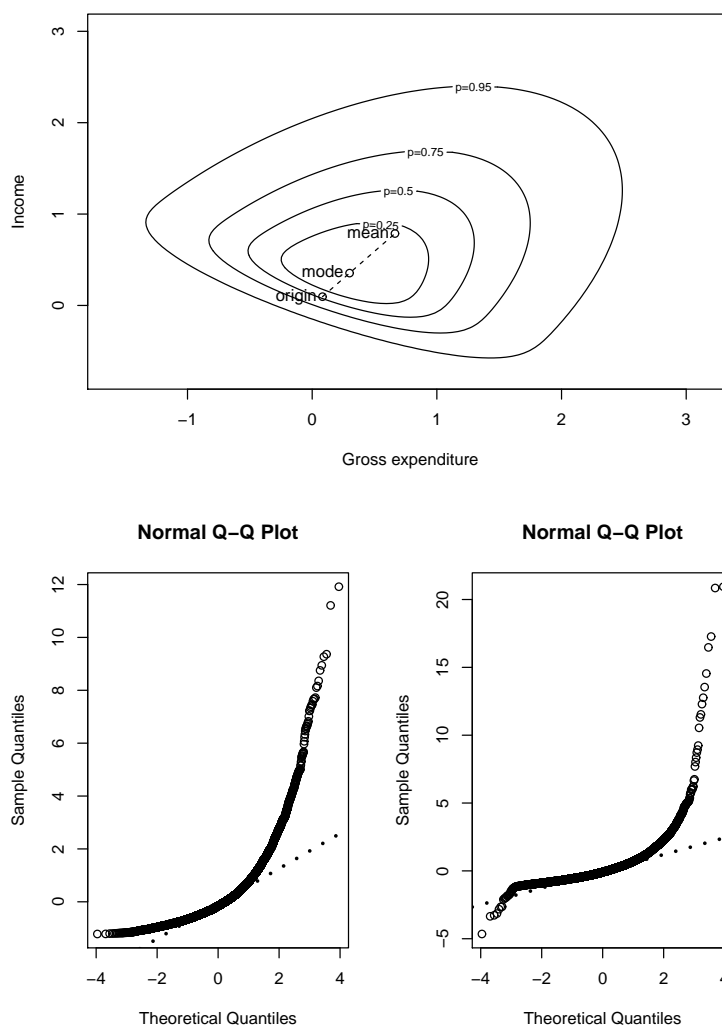 3
2
1
0
Income
p=0.95
p=0.75
p=0.5
p=0.25
mean
mode
origin
−1 0 1 2 3
Gross expenditure
Normal Q−Q Plot
12
10
8
6
4
2
0
Sample Quantiles
−4 −2 0 2 4
Theoretical Quantiles
Normal Q−Q Plot
20
15
10
5
0
−5
Sample Quantiles
−4 −2 0 2 4
Theoretical Quantiles